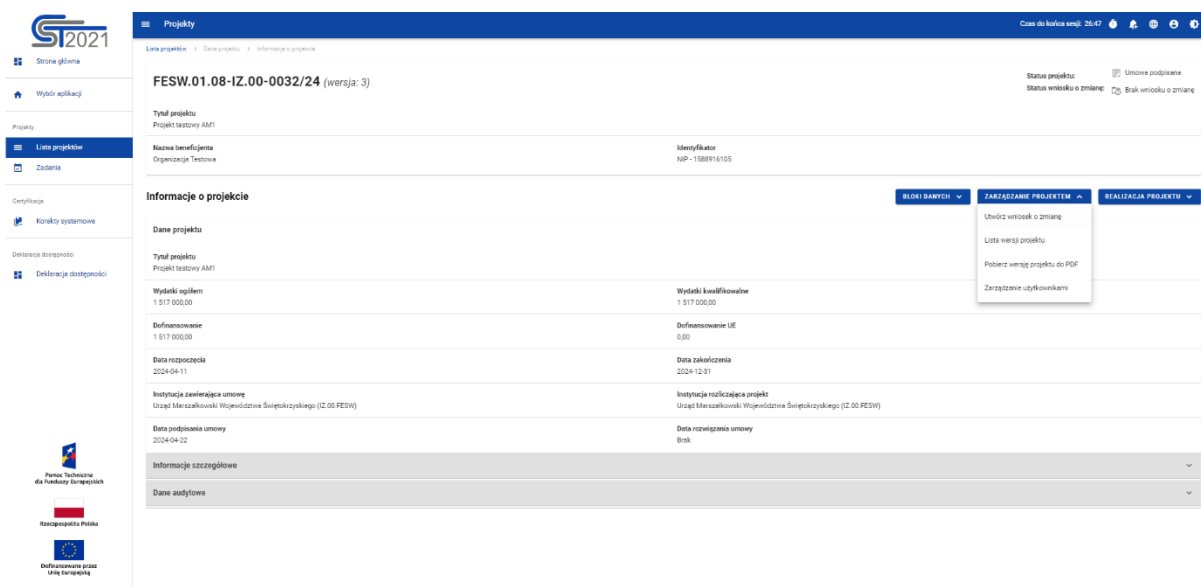 2021
Projekty
Czas do końca sesji: 26:47
Strona główna
Wybór aplikacji
Projekty
Lista projektów
Zadania
Certyfikacja
Korekty systemowe
Deklaracja dostępności
Deklaracja dostępności
Pomoc Techniczna
dla Funduszy Europejskich
Rzeczpospolita Polska
Dofinansowane przez
Unię Europejską
Lista projektów > Dane projektu > Informacje o projekcie
FESW.01.08-IZ.00-0032/24 (wersja: 3)
Status projektu: Umowa podpisana
Status wniosku o zmianę: Brak wniosku o zmianę
Tytuł projektu
Projekt testowy AM1
Nazwa beneficjenta
Organizacja Testowa
Identyfikator
NIP - 1588916105
Informacje o projekcie
BLOKI DANYCH
ZARZĄDZANIE PROJEKTEM
REALIZACJA PROJEKTU
Utwórz wniosek o zmianę
Lista wersji projektu
Pobierz wersję projektu do PDF
Zarządzanie użytkownikami
Dane projektu
Tytuł projektu
Projekt testowy AM1
Wydatki ogółem
1 517 000,00
Wydatki kwalifikowalne
1 517 000,00
Dofinansowanie
1 517 000,00
Dofinansowanie UE
0,00
Data rozpoczęcia
2024-04-11
Data zakończenia
2024-12-31
Instytucja zawierająca umowę
Urząd Marszałkowski Województwa Świętokrzyskiego (IZ.00.FESW)
Instytucja rozliczająca projekt
Urząd Marszałkowski Województwa Świętokrzyskiego (IZ.00.FESW)
Data podpisania umowy
2024-04-22
Data rozwiązania umowy
Brak
Informacje szczegółowe
Dane audytowe